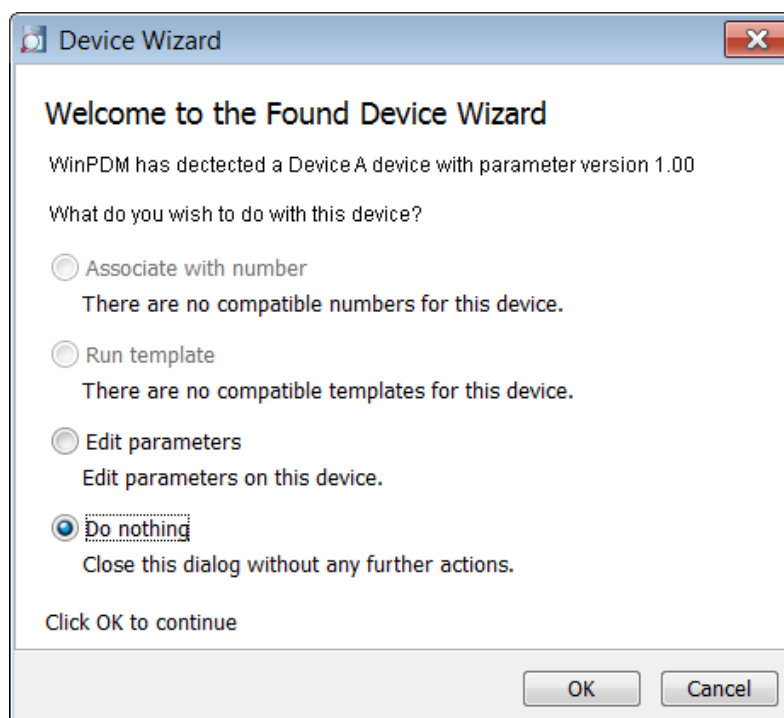 Device Wizard
Welcome to the Found Device Wizard
WinPDM has dectected a Device A device with parameter version 1.00
What do you wish to do with this device?
Associate with number
There are no compatible numbers for this device.
Run template
There are no compatible templates for this device.
Edit parameters
Edit parameters on this device.
Do nothing
Close this dialog without any further actions.
Click OK to continue
OK Cancel